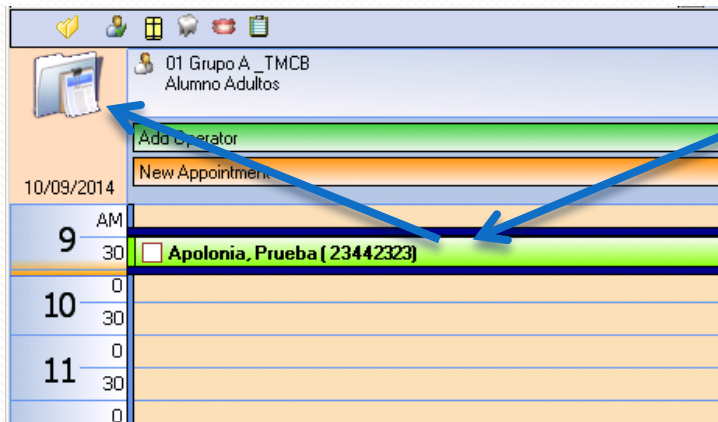 01 Grupo A _TMCB
Alumno Adultos
Add Operator
New Appointment
10/09/2014
9 AM
30
Apolonia, Prueba ( 23442323)
10 0
30
11 0
30
0